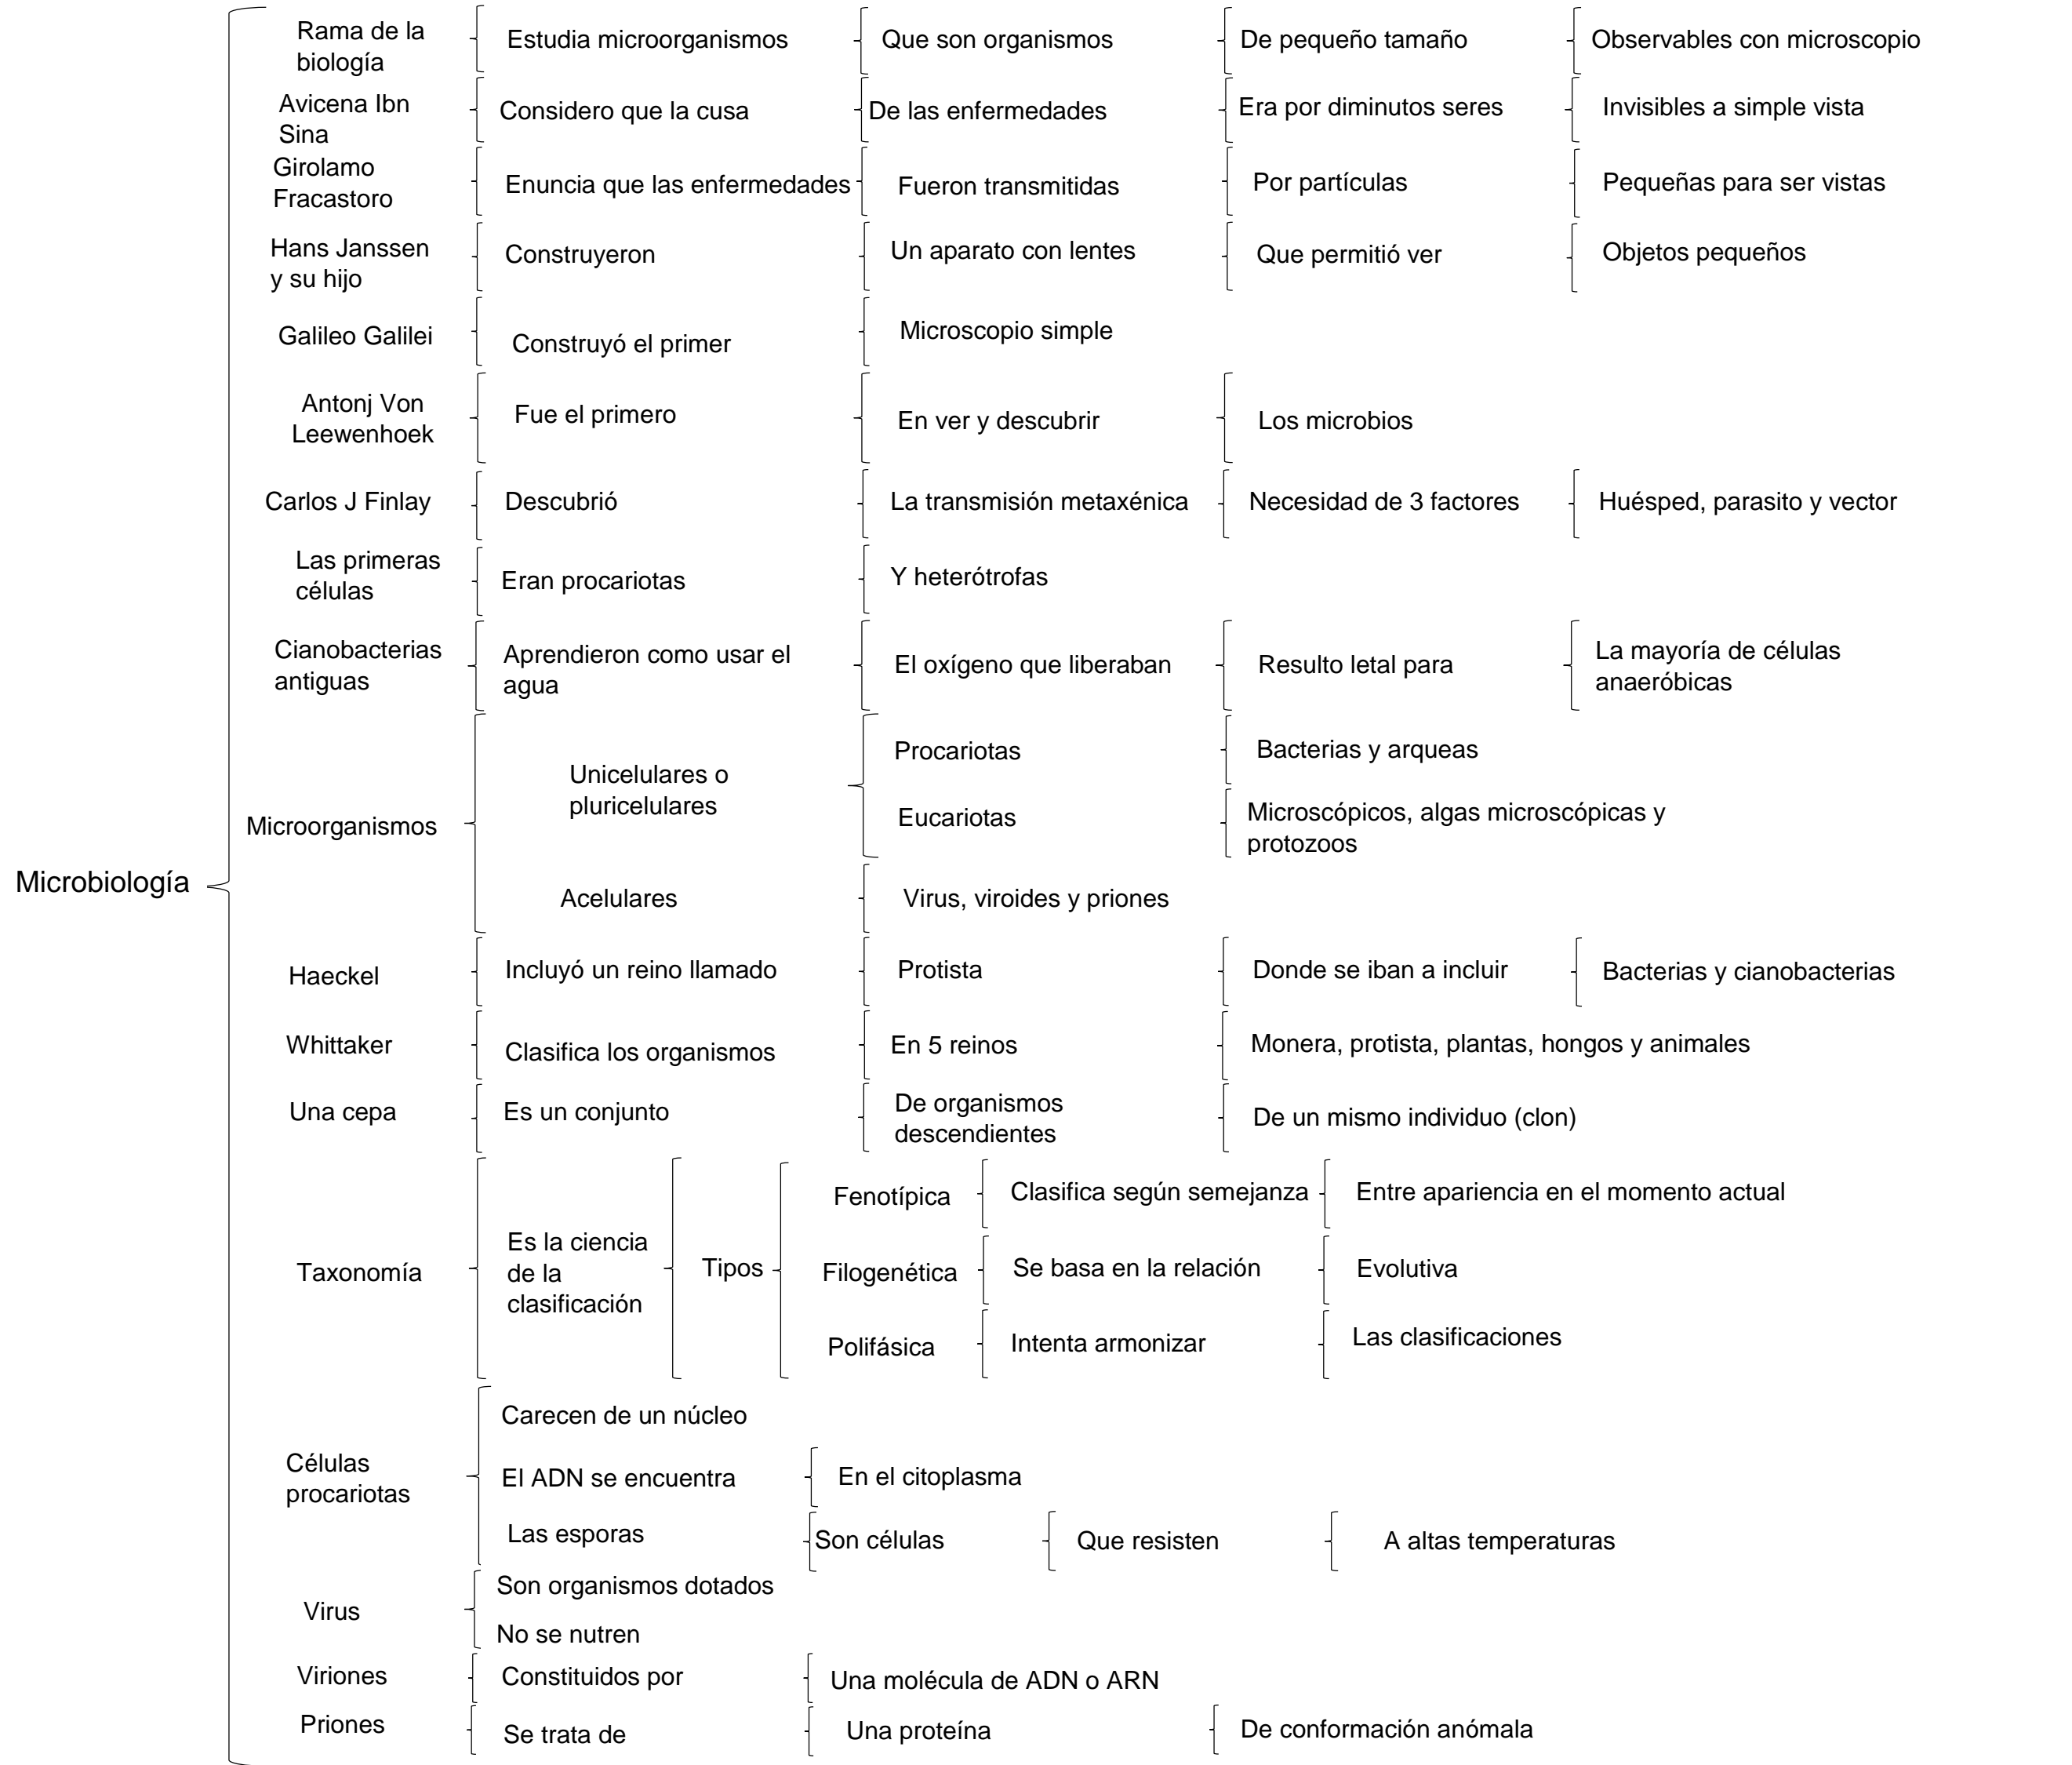 Rama de la
biología
Estudia microorganismos
Que son organismos
De pequeño tamaño
Observables con microscopio
Avicena Ibn
Sina
Considero que la cusa
De las enfermedades
Era por diminutos seres
Invisibles a simple vista
Girolamo
Fracastoro
Enuncia que las enfermedades
Fueron transmitidas
Por partículas
Pequeñas para ser vistas
Hans Janssen
y su hijo
Construyeron
Un aparato con lentes
Que permitió ver
Objetos pequeños
Galileo Galilei
Construyó el primer
Microscopio simple
Antonj Von
Leewenhoek
Fue el primero
En ver y descubrir
Los microbios
Carlos J Finlay
Descubrió
La transmisión metaxénica
Necesidad de 3 factores
Huésped, parasito y vector
Las primeras
células
Eran procariotas
Y heterótrofas
Cianobacterias
antiguas
Aprendieron como usar el
agua
El oxígeno que liberaban
Resulto letal para
La mayoría de células
anaeróbicas
Microorganismos
Unicelulares o
pluricelulares
Procariotas
Bacterias y arqueas
Eucariotas
Microscópicos, algas microscópicas y
protozoos
Microbiología
Acelulares
Virus, viroides y priones
Haeckel
Incluyó un reino llamado
Protista
Donde se iban a incluir
Bacterias y cianobacterias
Whittaker
Clasifica los organismos
En 5 reinos
Monera, protista, plantas, hongos y animales
Una cepa
Es un conjunto
De organismos
descendientes
De un mismo individuo (clon)
Taxonomía
Es la ciencia
de la
clasificación
Tipos
Fenotípica
Clasifica según semejanza
Entre apariencia en el momento actual
Filogenética
Se basa en la relación
Evolutiva
Polifásica
Intenta armonizar
Las clasificaciones
Células
procariotas
Carecen de un núcleo
El ADN se encuentra
En el citoplasma
Las esporas
Son células
Que resisten
A altas temperaturas
Virus
Son organismos dotados
No se nutren
Viriones
Constituidos por
Una molécula de ADN o ARN
Priones
Se trata de
Una proteína
De conformación anómala